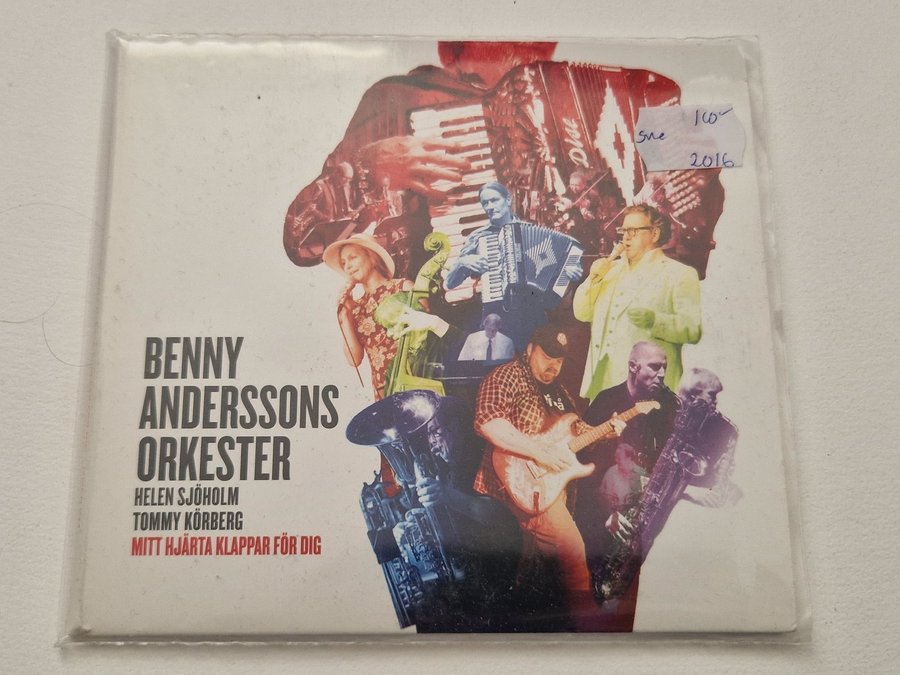 BENNY
ANDERSSONS
ORKESTER
HELEN SJÖHOLM
TOMMY KÖRBERG
MITT HJÄRTA KLAPPAR FÖR DIG
2016